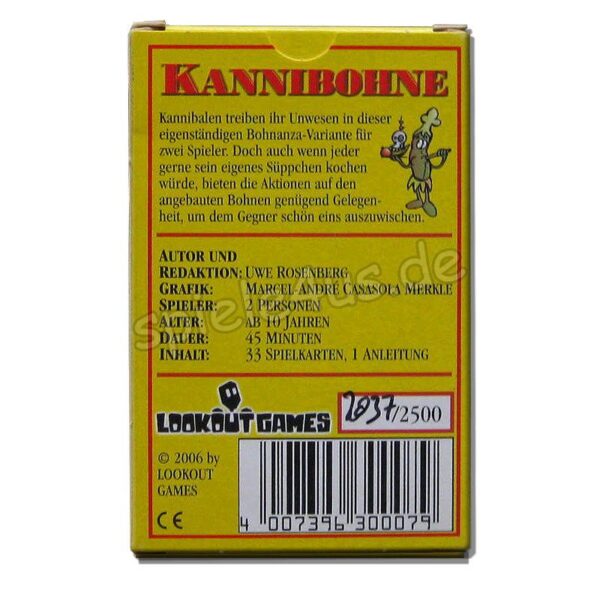 KANNIBOHNE
Kannibalen treiben ihr Unwesen in dieser
eigenständigen Bohnanza-Variante für
zwei Spieler. Doch auch wenn jeder
gerne sein eigenes Süppchen kochen
würde, bieten die Aktionen auf den
angebauten Bohnen genügend Gelegen-
heit, um dem Gegner schön eins auszuwischen.
AUTOR UND
REDAKTION: UWE ROSENBERG
GRAFIK: MARCEL-ANDRÉ CASASOLA MERKLE
SPIELER: 2 PERSONEN
ALTER: AB 10 JAHREN
DAUER: 45 MINUTEN
INHALT: 33 SPIELKARTEN, 1 ANLEITUNG
spiele4us.de
LOOKOUT GAMES
2037/2500
© 2006 by
LOOKOUT
GAMES
CE
4 007396 300079